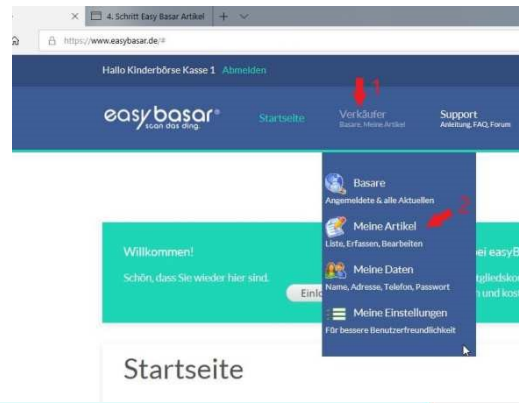 4. Schritt Easy Basar Artikel
https://www.easybasar.de/#
Hallo Kinderbörse Kasse 1 Abmelden
easybasar®
scan das ding.
Startseite
Verkäufer
Basare, Meine Artikel
Support
Anleitung, FAQ, Forum
1
Basare
Angemeldete & alle Aktuellen
2
Meine Artikel
Liste, Erfassen, Bearbeiten
Meine Daten
Name, Adresse, Telefon, Passwort
Meine Einstellungen
Für bessere Benutzerfreundlichkeit
Willkommen!
Schön, dass Sie wieder hier sind.
bei easyB
Startseite